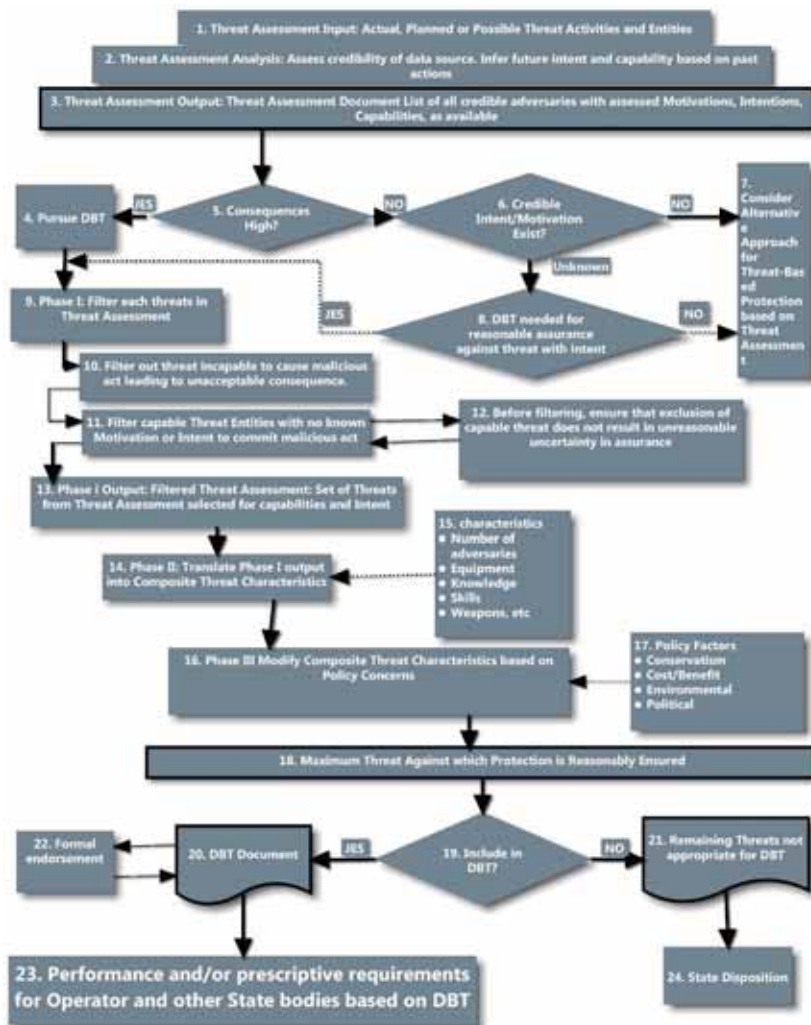 1. Threat Assessment Input: Actual, Planned or Possible Threat Activities and Entities
2. Threat Assessment Analysis: Assess credibility of data source. Infer future intent and capability based on past
actions
3. Threat Assessment Output: Threat Assessment Document List of all credible adversaries with assessed Motivations, Intentions,
Capabilities, as available
4. Pursue DBT
JES
5. Consequences
High?
NO
6. Credible
Intent/Motivation
Exist?
NO
7.
Consider
Alternativ
e
Approach
for
Threat-Based
Protection
based on
Threat
Assessmen
t
Unknown
9. Phase I: Filter each threats in
Threat Assessment
JES
8. DBT needed for
reasonable assurance
against threat with intent
NO
10. Filter out threat incapable to cause malicious
act leading to unacceptable consequence.
11. Filter capable Threat Entities with no known
Motivation or Intent to commit malicious act
12. Before filtering, ensure that exclusion of
capable threat does not result in unreasonable
uncertainty in assurance
13. Phase i Output: Filtered Threat Assessment: Set of Threats
from Threat Assessment selected for capabilities and Intent
14. Phase II: Translate Phase I output
into Composite Threat Characteristics
15. characteristics
● Number of
adversaries
● Equipment
● Knowledge
● Skills
● Weapons, etc
16. Phase III Modify Composite Threat Characteristics based on
Policy Concerns
17. Policy Factors
● Conservatism
● Cost/Benefit
● Environmental
● Political
18. Maximum Threat Against which Protection is Reasonably Ensured
22. Formal
endorsement
20. DBT Document
JES
19. Include in
DBT?
NO
21. Remaining Threats not
appropriate for DBT
23. Performance and/or prescriptive requirements
for Operator and other State bodies based on DBT
24. State Disposition